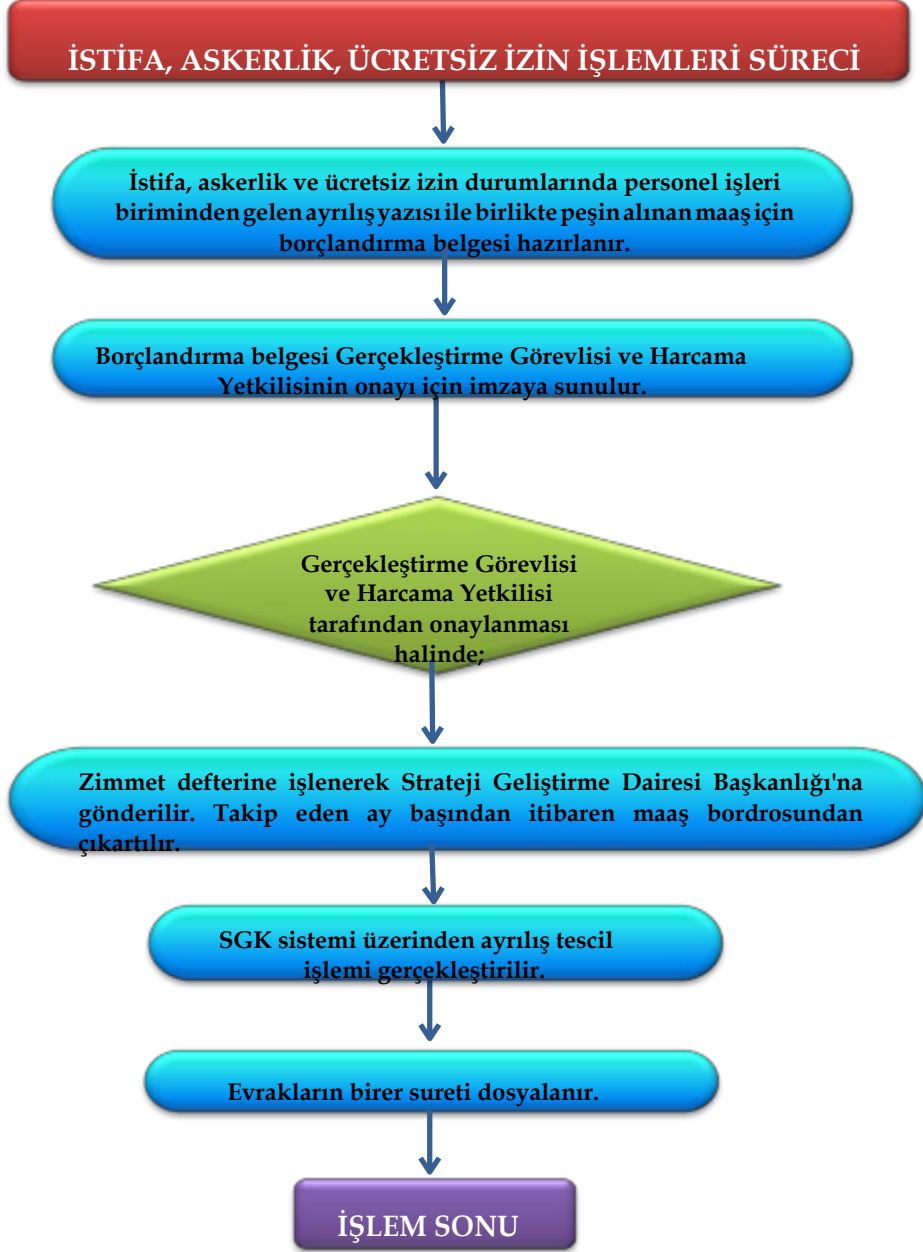 İSTİFA, ASKERLİK, ÜCRETSİZ İZİN İŞLEMLERİ SÜRECİ
İstifa, askerlik ve ücretsiz izin durumlarında personel işleri
biriminden gelen ayrılış yazısı ile birlikte peşin alınan maaş için
borçlandırma belgesi hazırlanır.
Borçlandırma belgesi Gerçekleştirme Görevlisi ve Harcama
Yetkilisinin onayı için imzaya sunulur.
Gerçekleştirme Görevlisi
ve Harcama Yetkilisi
tarafından onaylanması
halinde;
Zimmet defterine işlenerek Strateji Geliştirme Dairesi Başkanlığı'na
gönderilir. Takip eden ay başından itibaren maaş bordrosundan
çıkartılır.
SGK sistemi üzerinden ayrılış tescil
işlemi gerçekleştirilir.
Evrakların birer sureti dosyalanır.
İŞLEM SONU